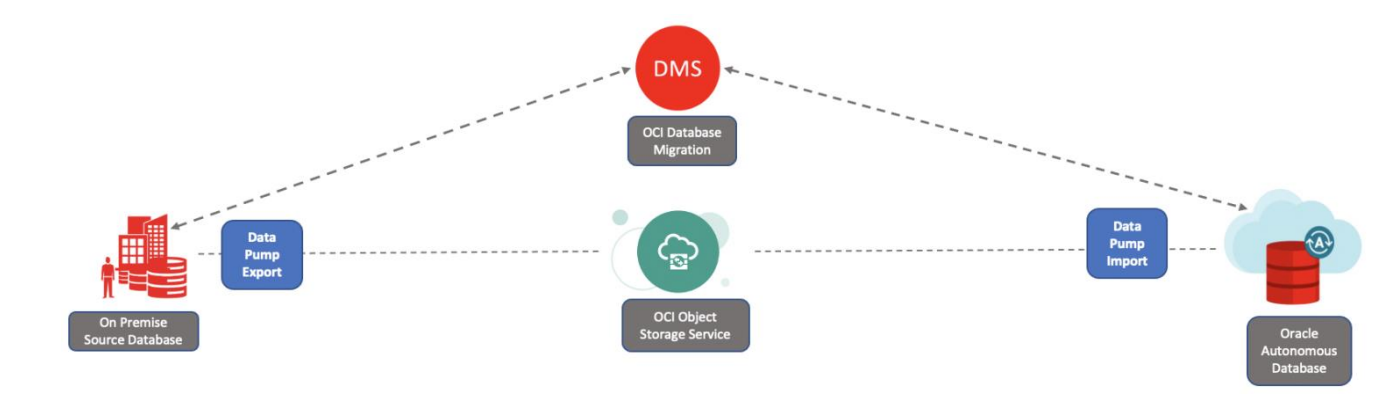 DMS
OCI Database
Migration
Data
Pump
Export
Data
Pump
Import
A
On Premise
Source Database
OCI Object
Storage Service
Oracle
Autonomous
Database